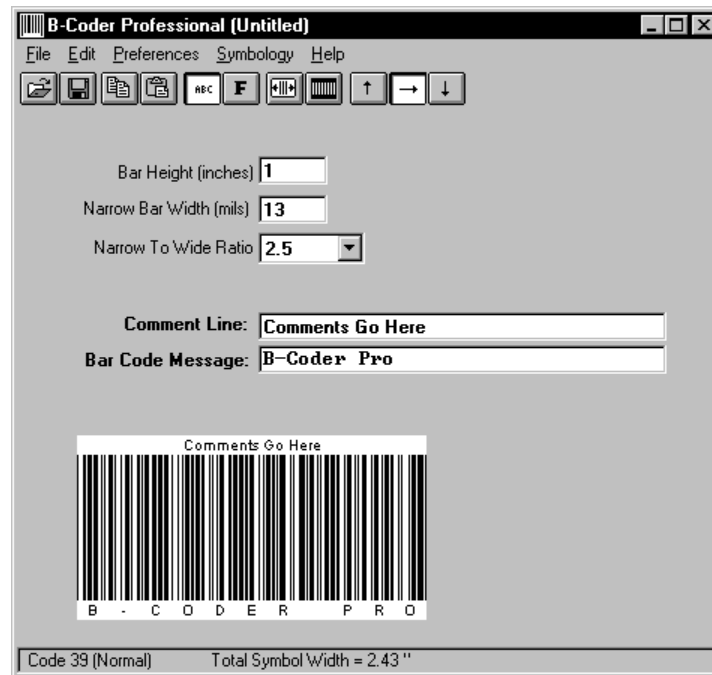 B-Coder Professional (Untitled)
File Edit Preferences Symbology Help
ABC F
Bar Height (inches) 1
Narrow Bar Width (mils) 13
Narrow To Wide Ratio 2.5
Comment Line: Comments Go Here
Bar Code Message: B-Coder Pro
Comments Go Here
B - C O D E R P R O
Code 39 (Normal) Total Symbol Width = 2.43 "